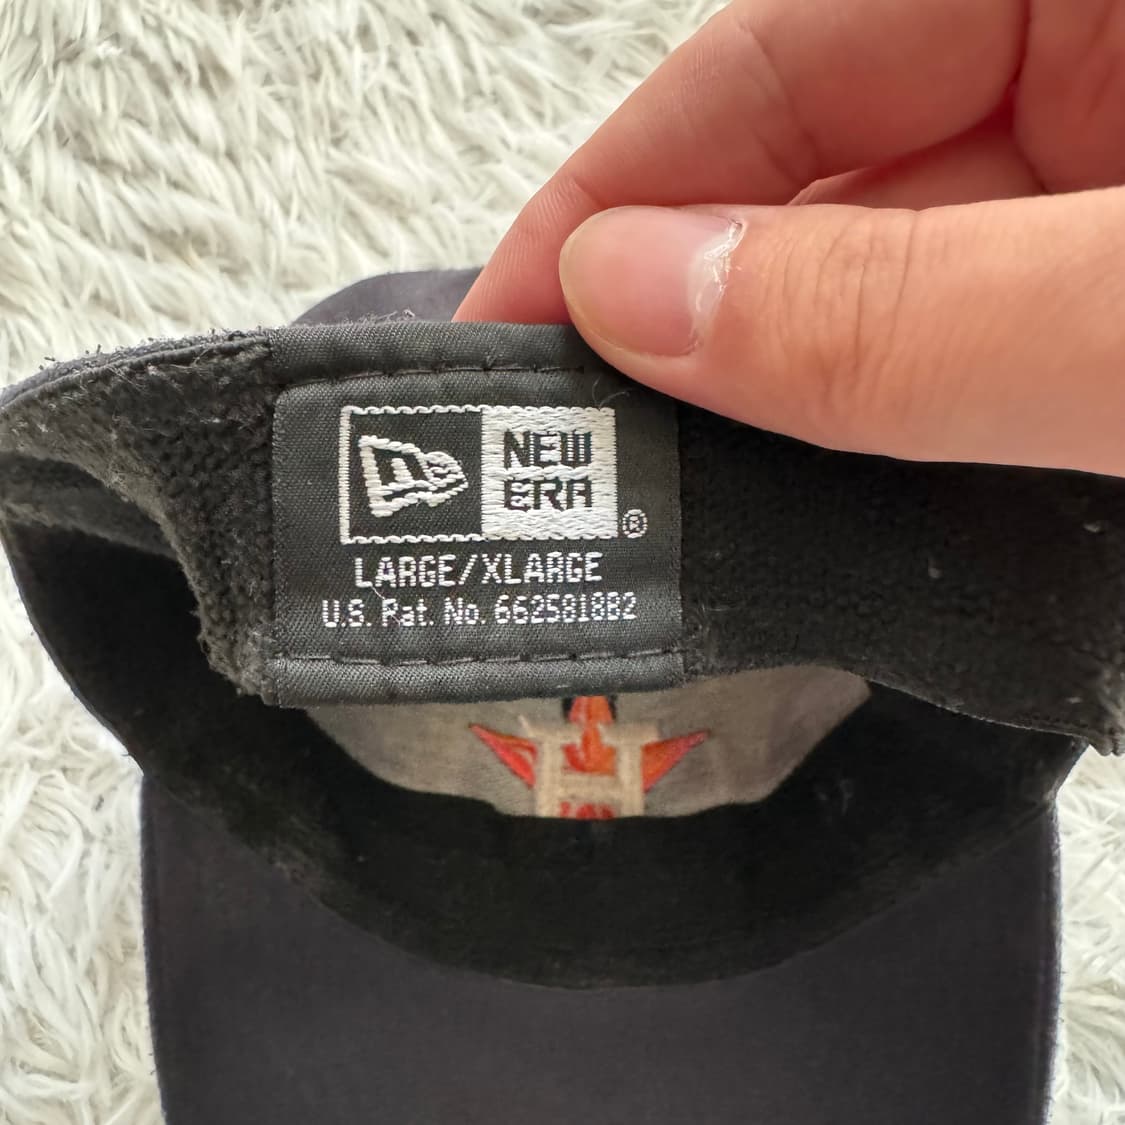 NEW
ERA
®
LARGE/XLARGE
U.S. Pat. No. 6625818B2